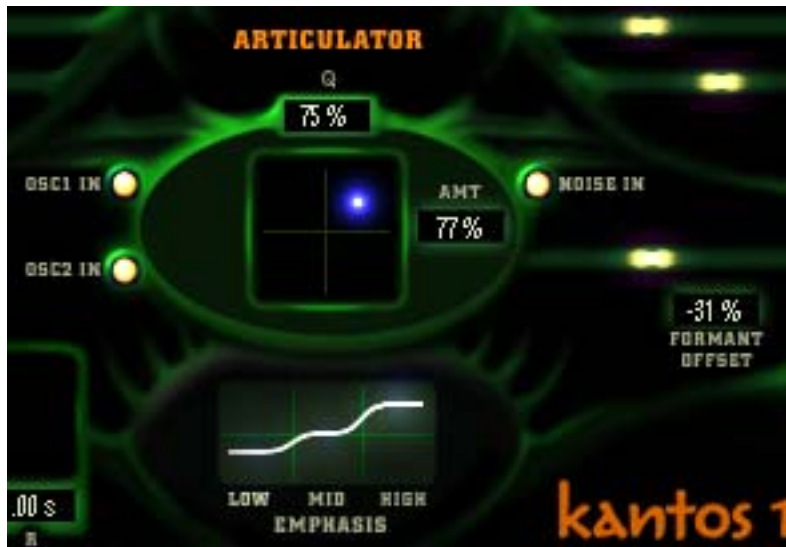 ARTICULATOR
Q
75 %
OSC1 IN
NOISE IN
AMT
77 %
OSC2 IN
-31 %
FORMANT
OFFSET
.00 s
R
LOW MID HIGH
EMPHASIS
kantos 1